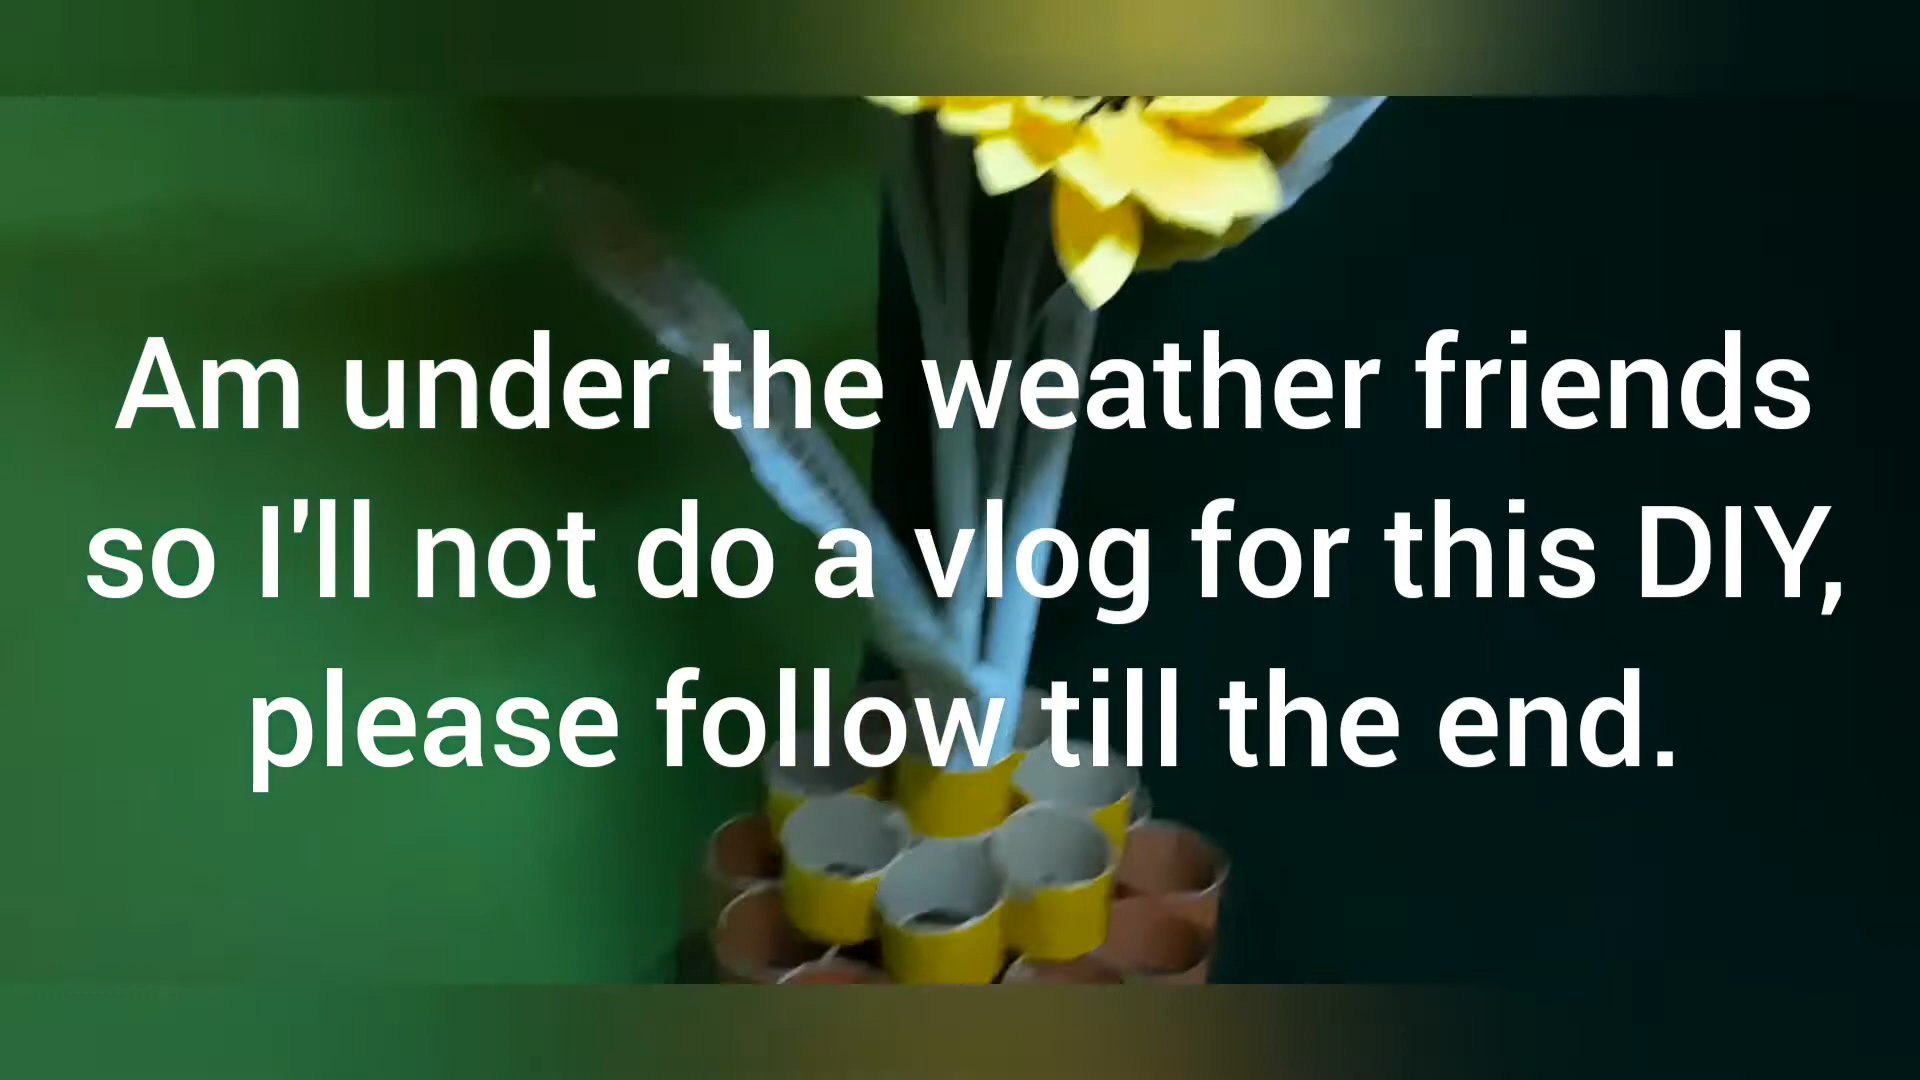 Am under the weather friends
so I'll not do a vlog for this DIY,
please follow till the end.